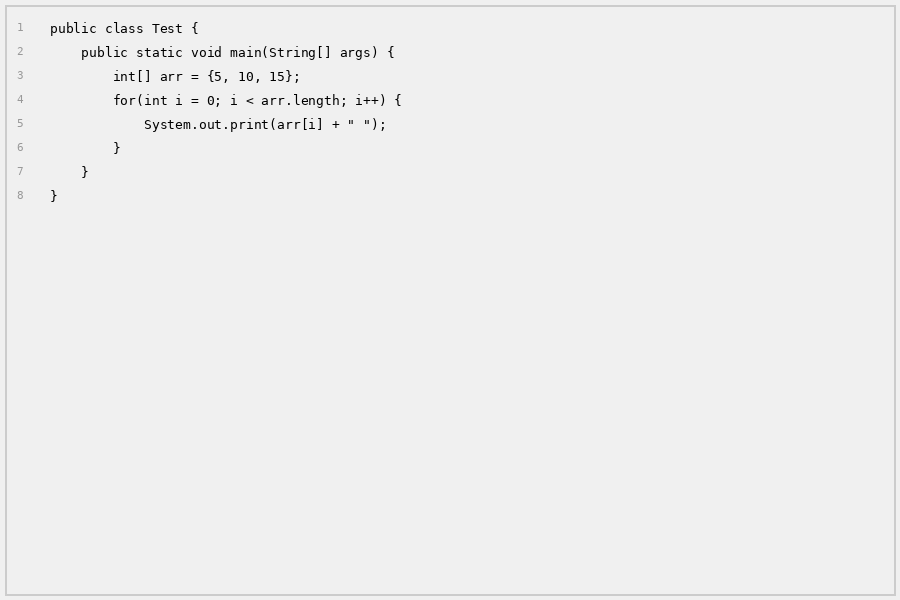 1 public class Test {
2     public static void main(String[] args) {
3         int[] arr = {5, 10, 15};
4         for(int i = 0; i < arr.length; i++) {
5             System.out.print(arr[i] + " ");
6         }
7     }
8 }